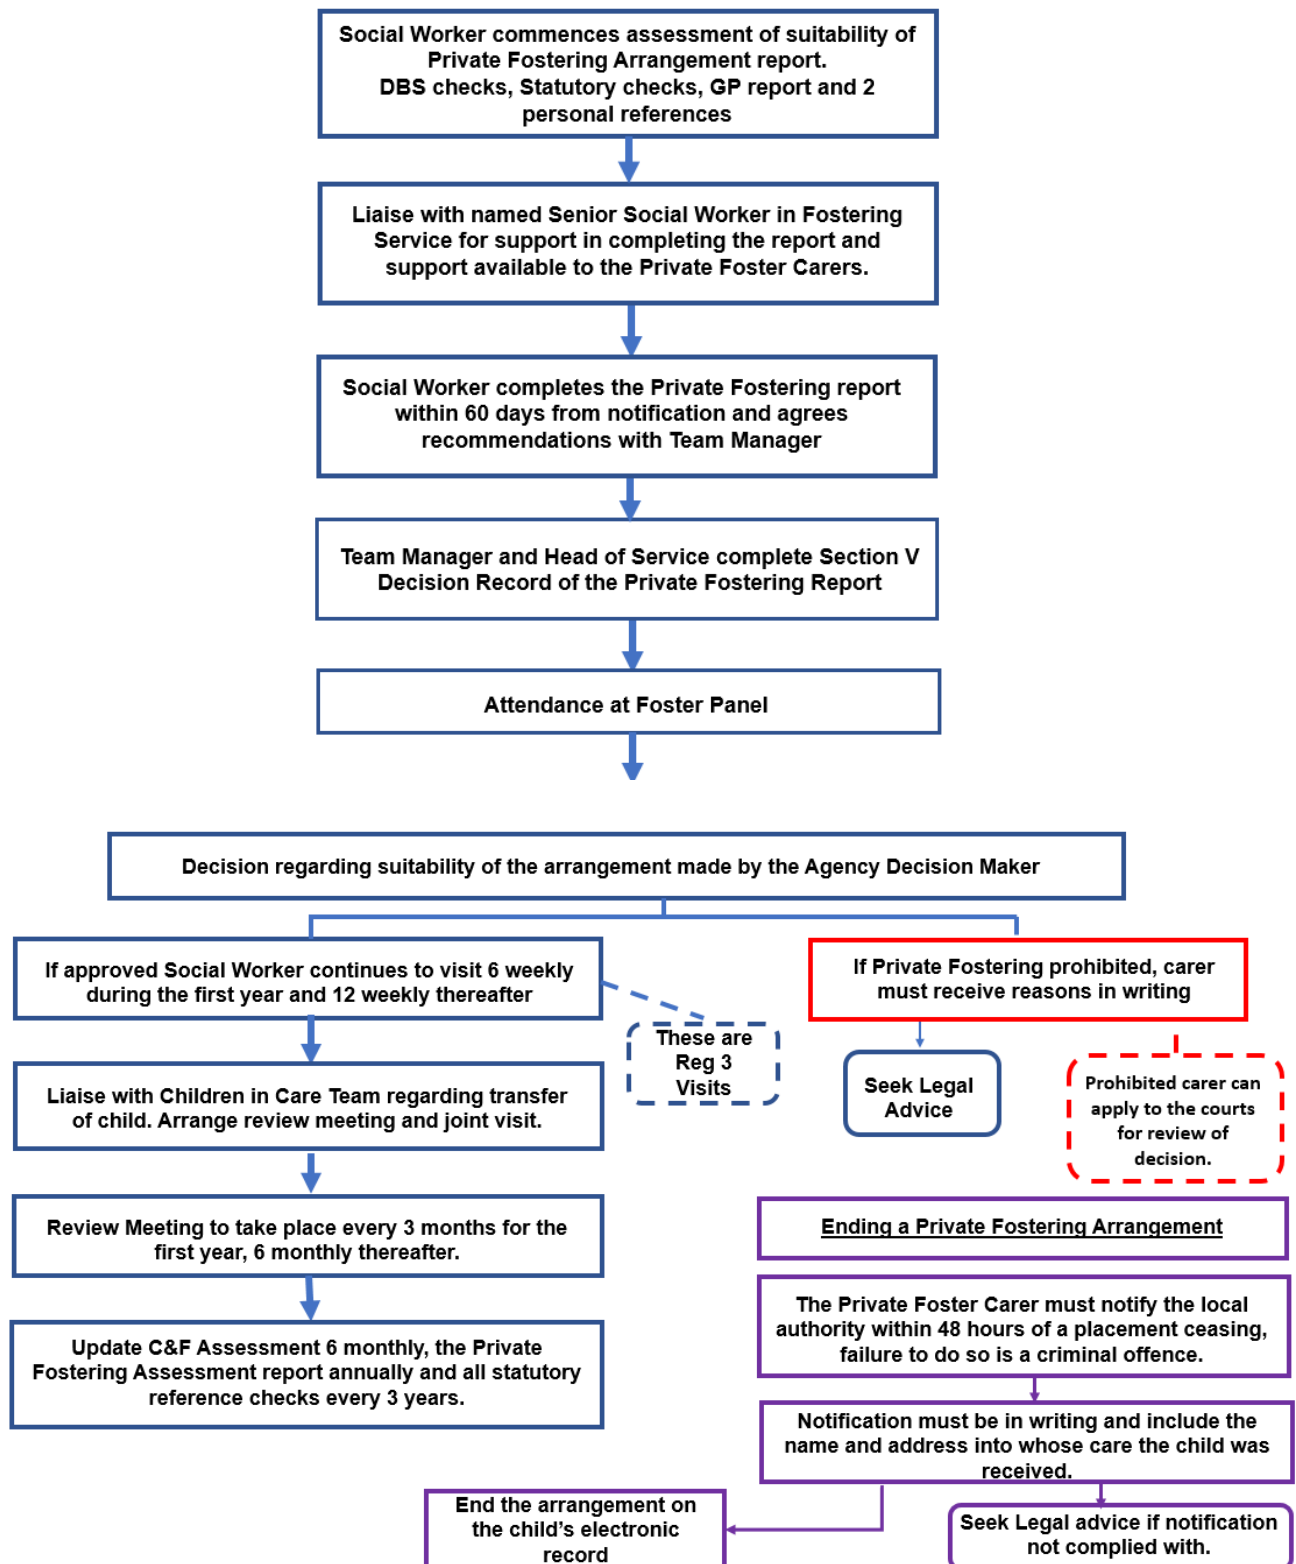 Social Worker commences assessment of suitability of
Private Fostering Arrangement report.
DBS checks, Statutory checks, GP report and 2
personal references
Liaise with named Senior Social Worker in Fostering
Service for support in completing the report and
support available to the Private Foster Carers.
Social Worker completes the Private Fostering report
within 60 days from notification and agrees
recommendations with Team Manager
Team Manager and Head of Service complete Section V
Decision Record of the Private Fostering Report
Attendance at Foster Panel
Decision regarding suitability of the arrangement made by the Agency Decision Maker
If approved Social Worker continues to visit 6 weekly
during the first year and 12 weekly thereafter
These are
Reg 3
Visits
Liaise with Children in Care Team regarding transfer
of child. Arrange review meeting and joint visit.
Review Meeting to take place every 3 months for the
first year, 6 monthly thereafter.
Update C&F Assessment 6 monthly, the Private
Fostering Assessment report annually and all statutory
reference checks every 3 years.
If Private Fostering prohibited, carer
must receive reasons in writing
Seek Legal
Advice
Prohibited carer can
apply to the courts
for review of
decision.
Ending a Private Fostering Arrangement
The Private Foster Carer must notify the local
authority within 48 hours of a placement ceasing,
failure to do so is a criminal offence.
Notification must be in writing and include the
name and address into whose care the child was
received.
End the arrangement on
the child's electronic
record
Seek Legal advice if notification
not complied with.